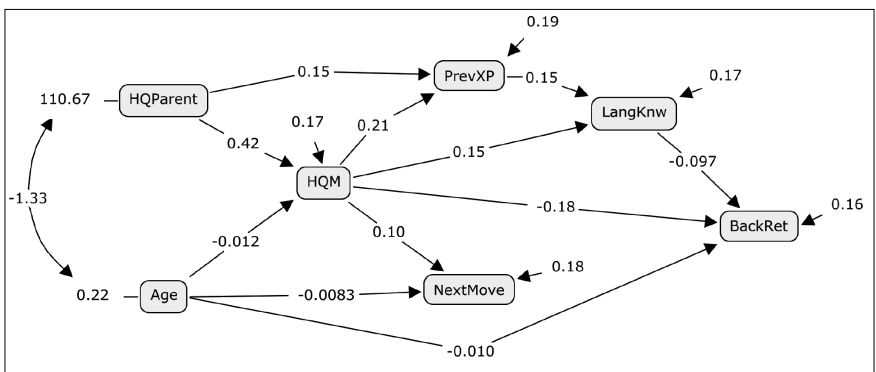 0.19
0.15
PrevXP
0.15
0.17
110.67
HQParent
LangKnw
0.17
0.21
0.42
0.15
-0.097
HQM
-1.33
-0.18
0.16
BackRet
-0.012
0.10
0.18
0.22
Age
-0.0083
NextMove
-0.010